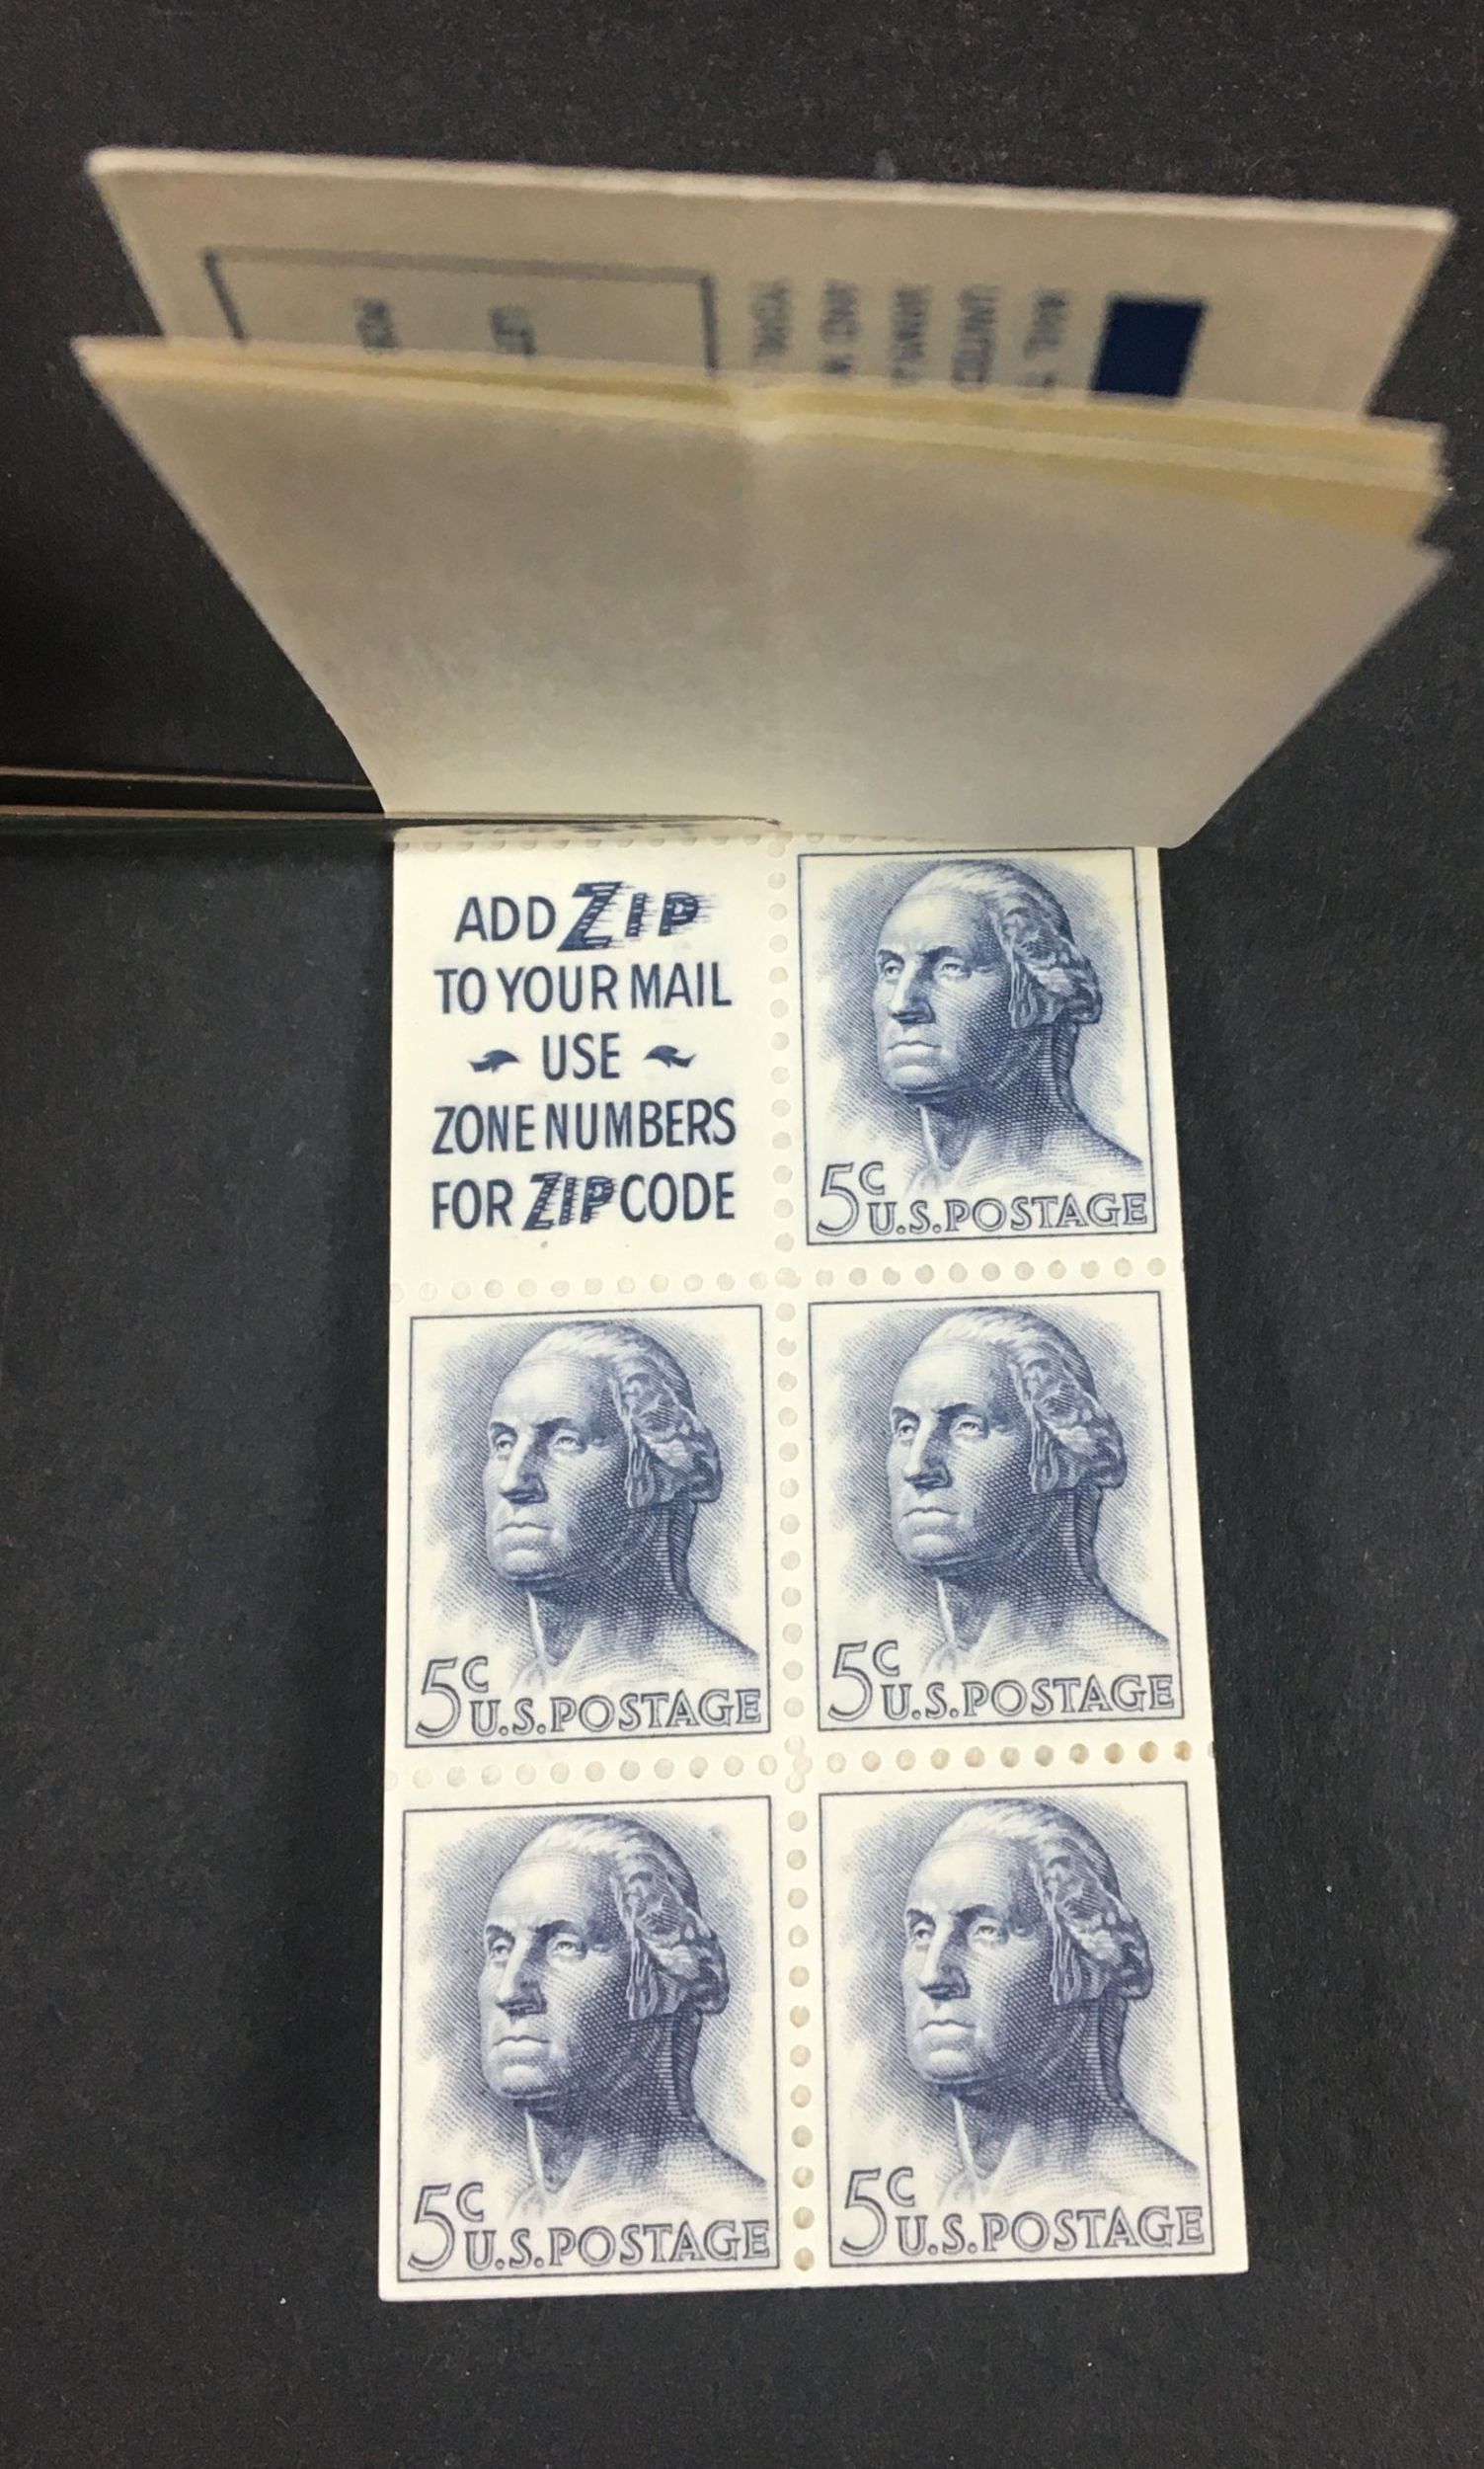 ADD ZIP
TO YOUR MAIL
USE
ZONE NUMBERS
FOR ZIP CODE
5c
U.S.POSTAGE
5c
U.S.POSTAGE
5c
U.S.POSTAGE
5c
U.S.POSTAGE
5c
U.S.POSTAGE